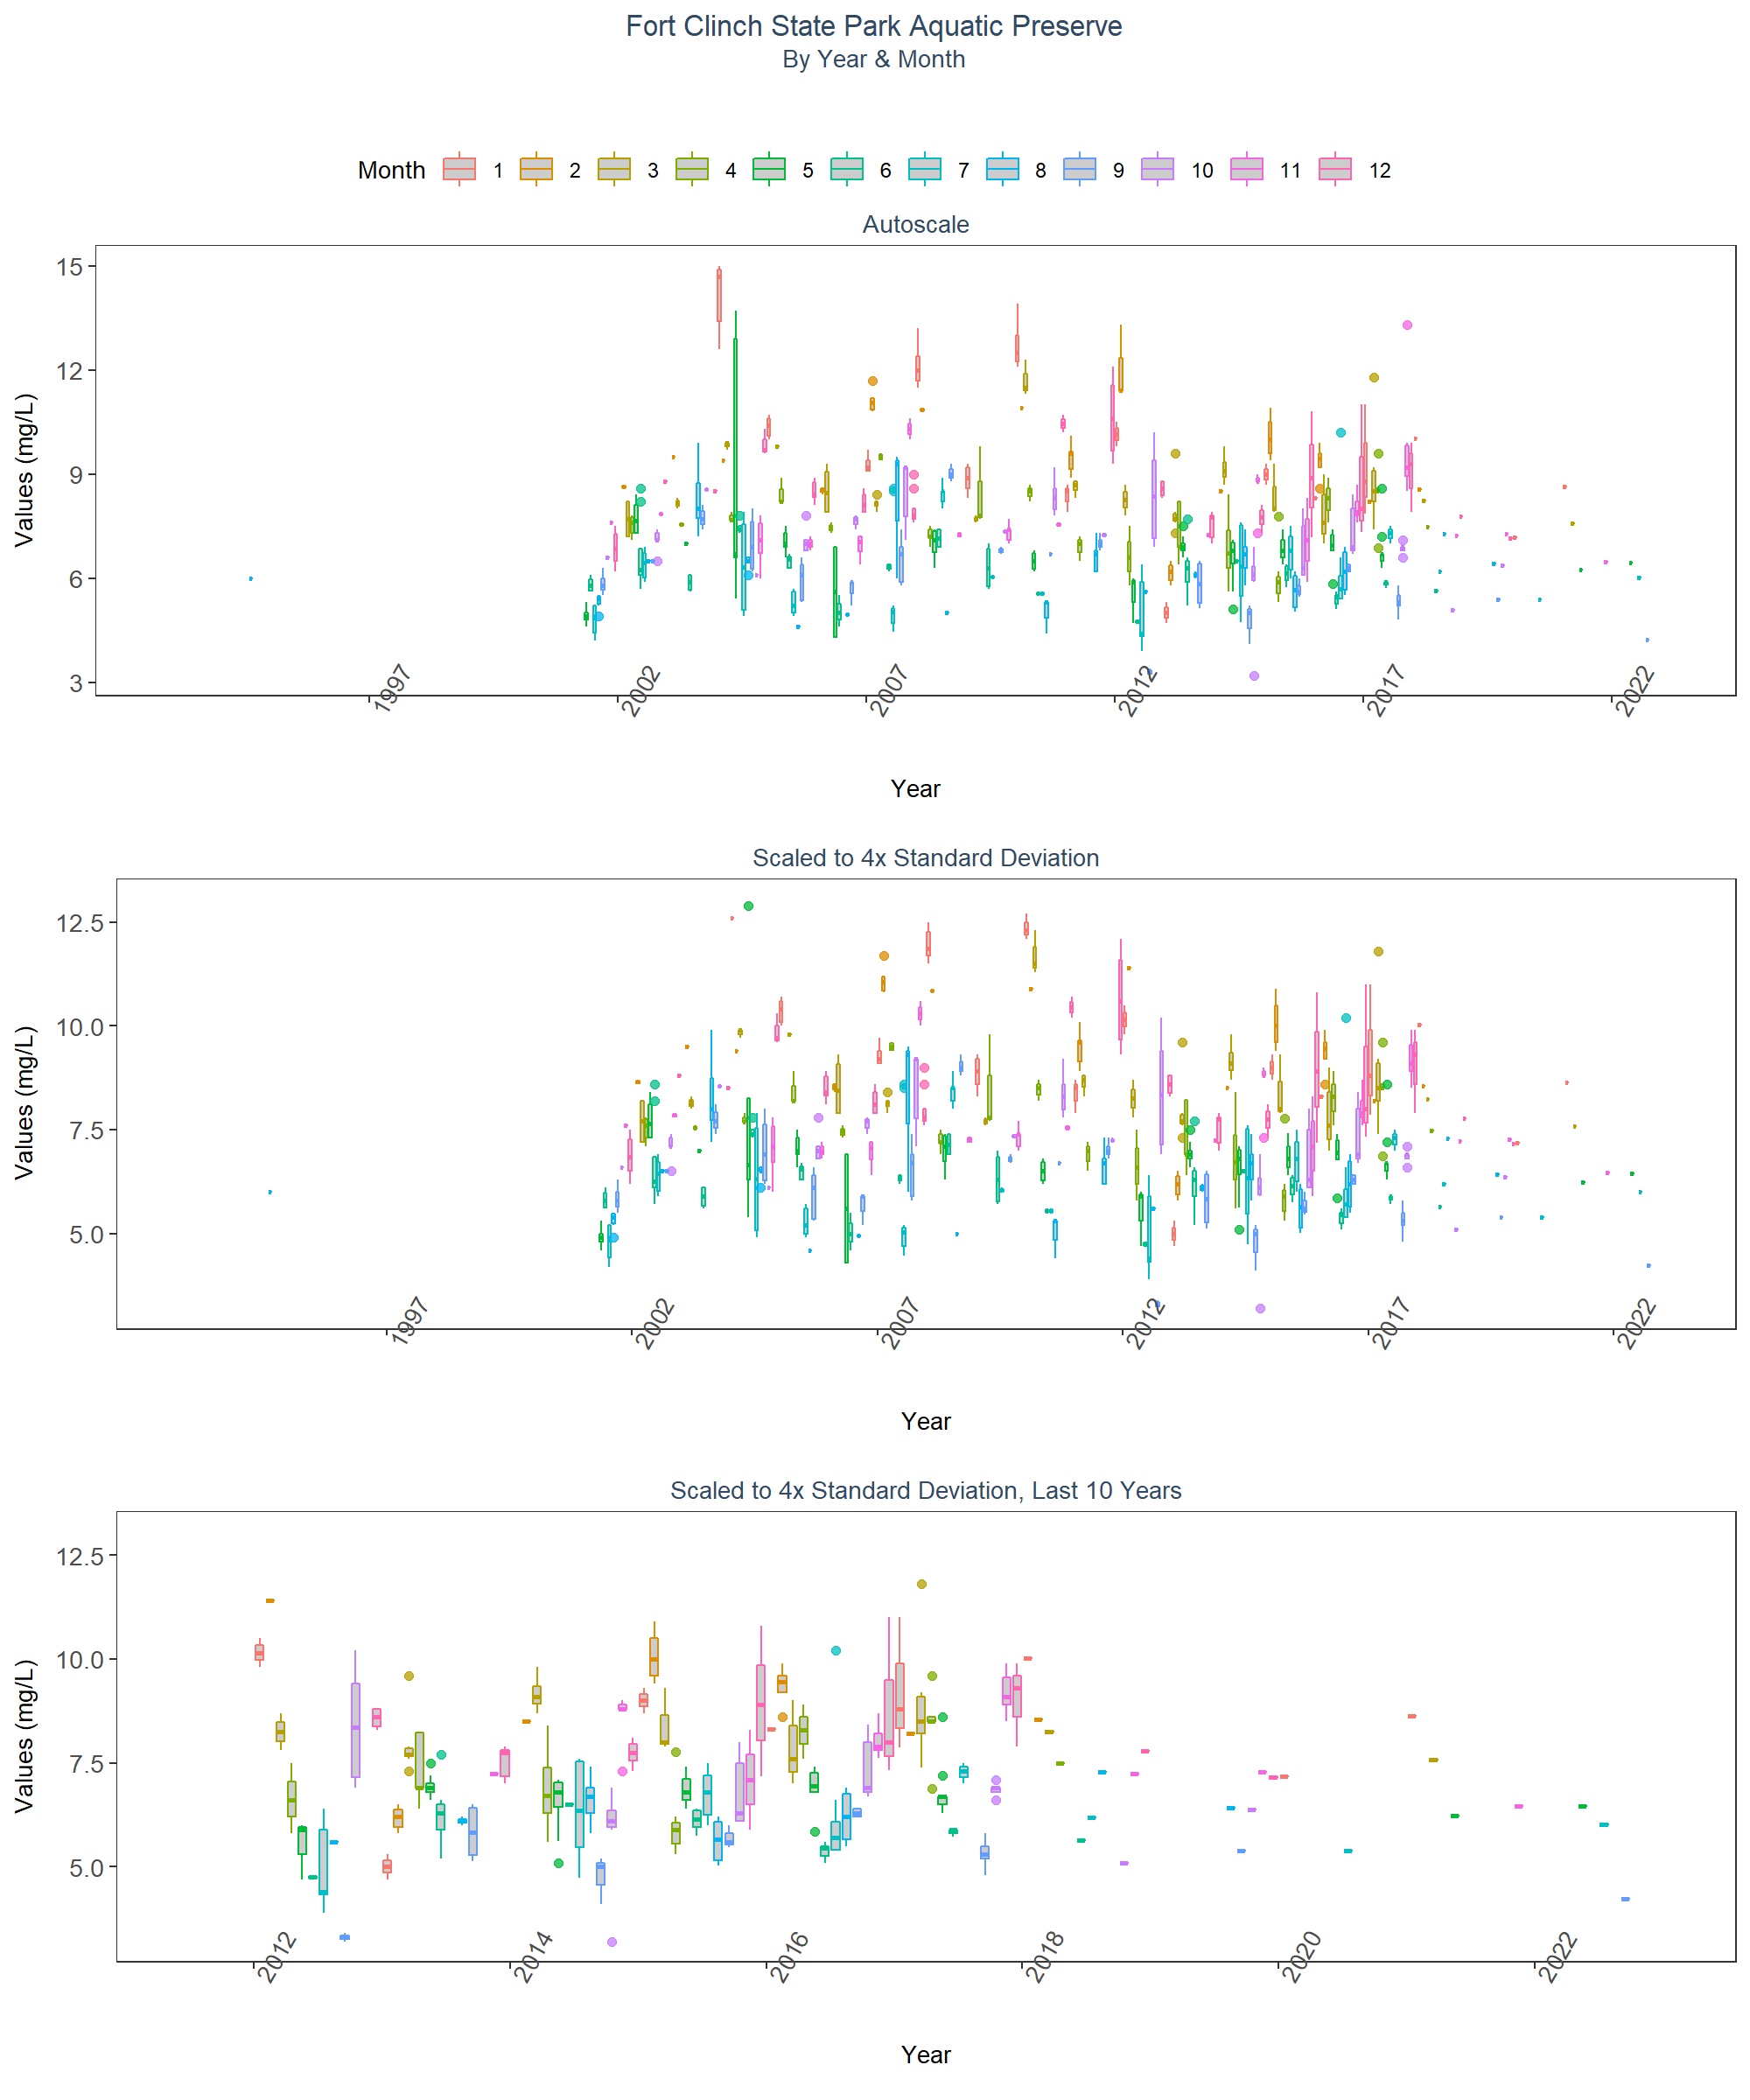 Fort Clinch State Park Aquatic Preserve
By Year & Month
Month 1 2 3 4 5 6 7 8 9 10 11 12
Autoscale
Values (mg/L)
15
12
9
6
3
1997 2002 2007 2012 2017 2022
Year
Scaled to 4x Standard Deviation
Values (mg/L)
12.5
10.0
7.5
5.0
1997 2002 2007 2012 2017 2022
Year
Scaled to 4x Standard Deviation, Last 10 Years
Values (mg/L)
12.5
10.0
7.5
5.0
2012 2014 2016 2018 2020 2022
Year